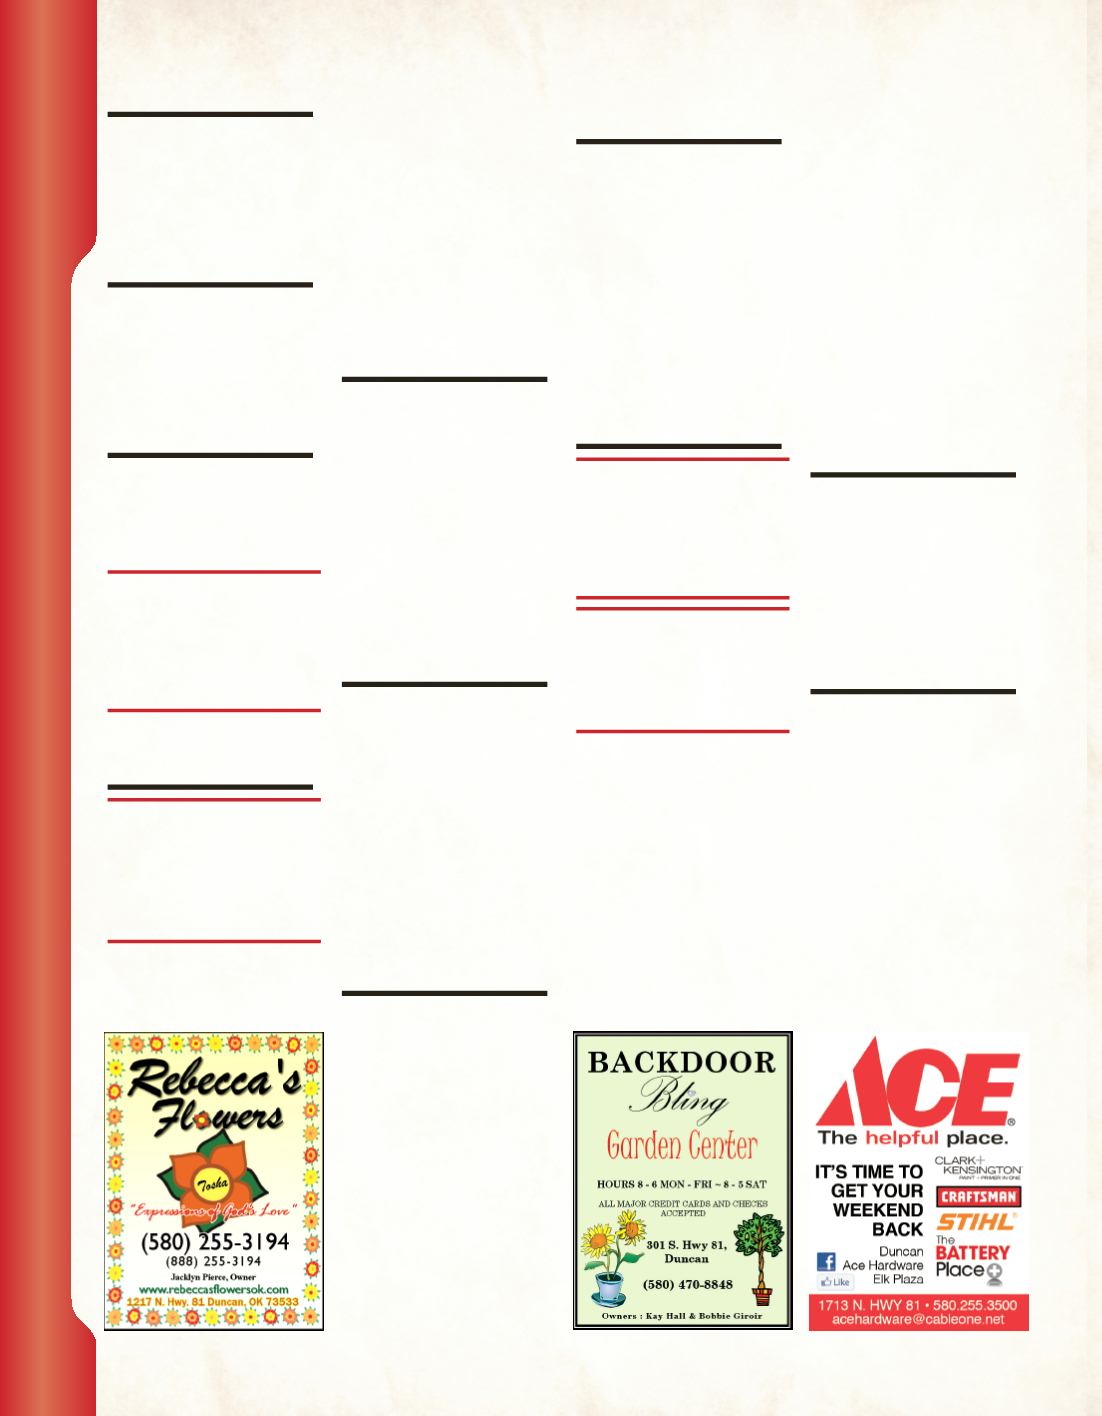 Rebecca's
Flowers
Tosha
"Expressions of God's Love"
(580) 255-3194
(888) 255-3194
Jacklyn Pierce, Owner
www.rebeccasflowersok.com
1217 N. Hwy. 81 Duncan, OK 73533
BACKDOOR
Bling
Garden Center
HOURS 8 - 6 MON - FRI ~ 8 - 5 SAT
ALL MAJOR CREDIT CARDS AND CHECKS
ACCEPTED
301 S. Hwy 81,
Duncan
(580) 470-8848
Owners : Kay Hall & Bobbie Giroir
ACE®
The helpful place.
IT'S TIME TO
GET YOUR
WEEKEND
BACK
Duncan
Ace Hardware
Elk Plaza
f
Like
CLARK+
KENSINGTON
PAINT + PRIMER IN ONE
CRAFTSMAN
STIHL®
The
BATTERY
Place
1713 N. HWY 81 • 580.255.3500
acehardware@cableone.net